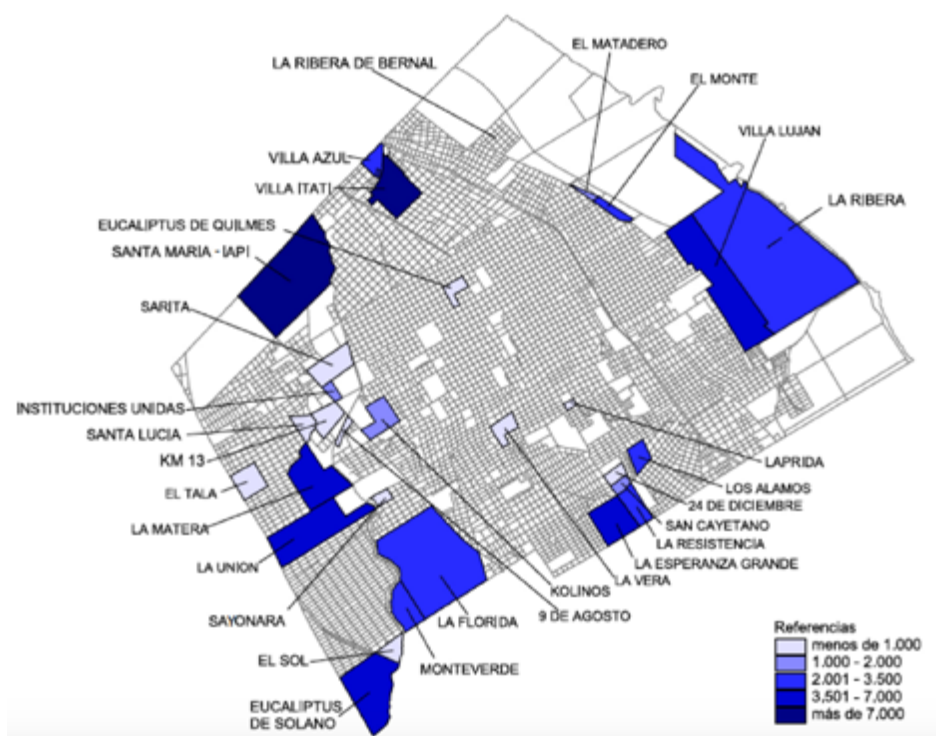 EL MATADERO
LA RIBERA DE BERNAL
EL MONTE
VILLA LUJAN
VILLA AZUL
VILLA ITATI
LA RIBERA
EUCALIPTUS DE QUILMES
SANTA MARIA - IAPI
SARITA
INSTITUCIONES UNIDAS
SANTA LUCIA
KM 13
LAPRIDA
EL TALA
LOS ALAMOS
24 DE DICIEMBRE
LA MATERA
SAN CAYETANO
LA RESISTENCIA
LA UNION
LA ESPERANZA GRANDE
LA VERA
KOLINOS
SAYONARA
9 DE AGOSTO
LA FLORIDA
EL SOL
MONTEVERDE
EUCALIPTUS
DE SOLANO
Referencias
menos de 1.000
1.000 - 2.000
2.001 - 3.500
3,501 - 7,000
más de 7,000